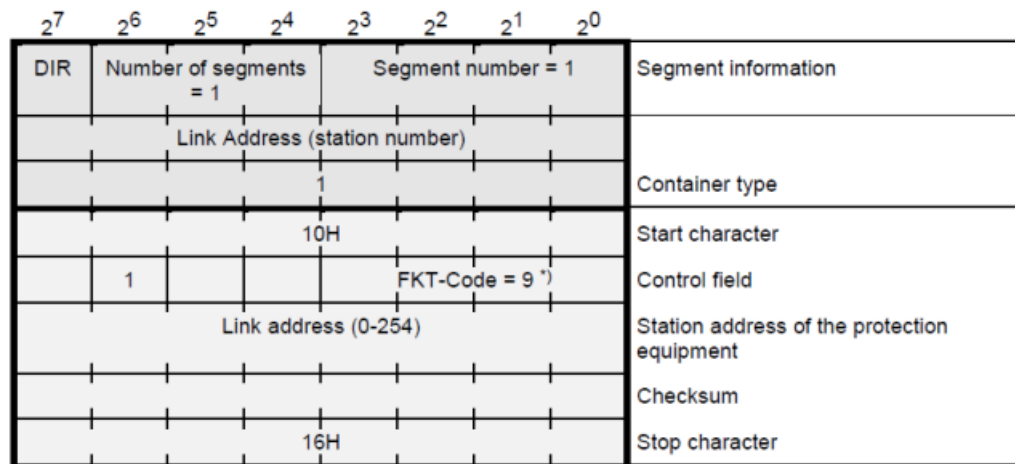 2⁷ 2⁶ 2⁵ 2⁴ 2³ 2² 2¹ 2⁰
DIR Number of segments = 1 Segment number = 1 Segment information
Link Address (station number)
1 Container type
10H Start character
1 FKT-Code = 9 *) Control field
Link address (0-254) Station address of the protection equipment
Checksum
16H Stop character